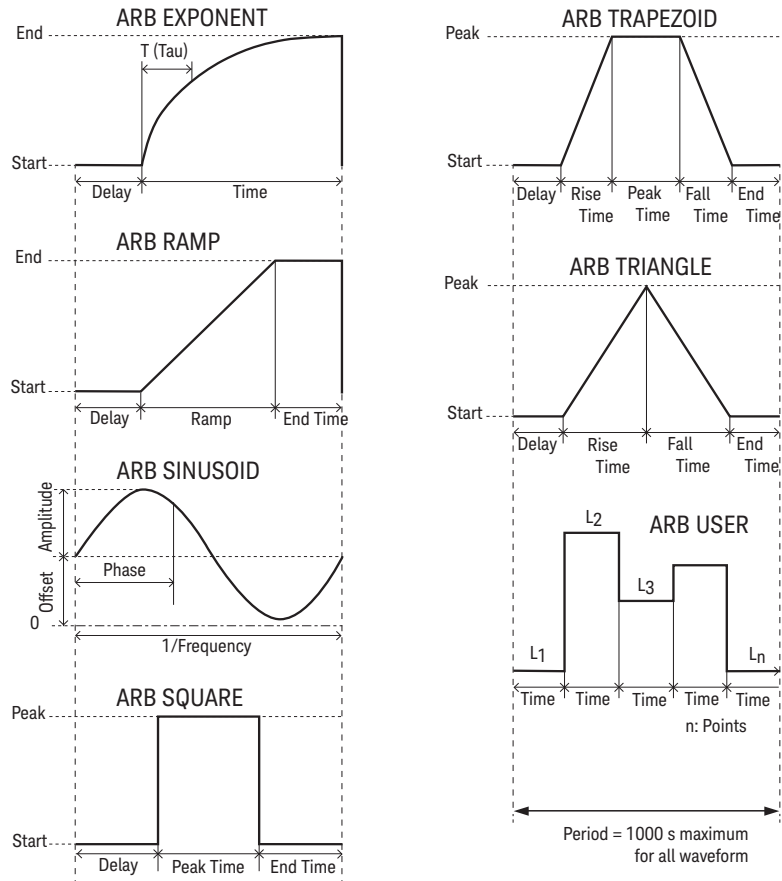 ARB EXPONENT
End
T (Tau)
Start
Delay
Time
ARB RAMP
End
Start
Delay
Ramp
End Time
ARB SINUSOID
Amplitude
Phase
Offset
0
1/Frequency
ARB SQUARE
Peak
Start
Delay
Peak Time
End Time
ARB TRAPEZOID
Peak
Start
Delay
Rise
Time
Peak
Time
Fall
Time
End
Time
ARB TRIANGLE
Peak
Start
Delay
Rise
Time
Fall
Time
End
Time
ARB USER
L2
L3
L1
Ln
Time
Time
Time
Time
Time
n: Points
Period = 1000 s maximum
for all waveform